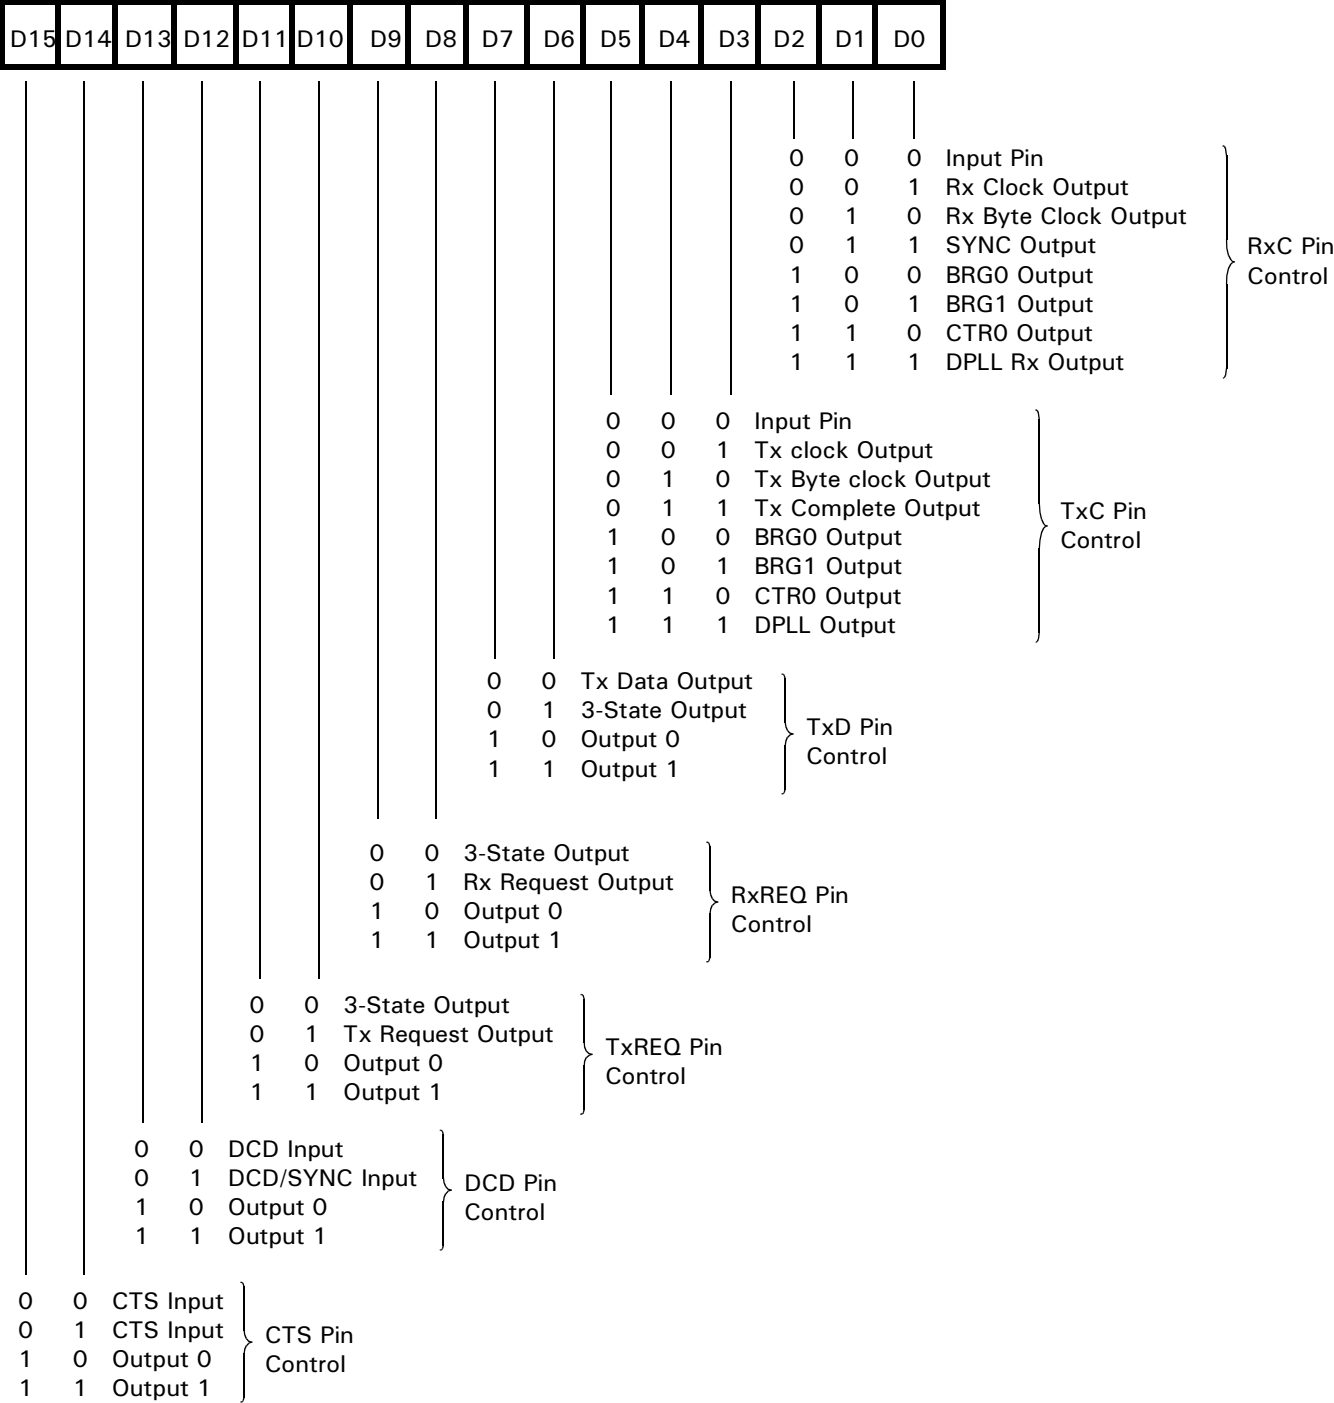 D15 D14 D13 D12 D11 D10 D9 D8 D7 D6 D5 D4 D3 D2 D1 D0
0 0 0 Input Pin
0 0 1 Rx Clock Output
0 1 0 Rx Byte Clock Output
0 1 1 SYNC Output
1 0 0 BRG0 Output
1 0 1 BRG1 Output
1 1 0 CTR0 Output
1 1 1 DPLL Rx Output
RxC Pin
Control
0 0 0 Input Pin
0 0 1 Tx clock Output
0 1 0 Tx Byte clock Output
0 1 1 Tx Complete Output
1 0 0 BRG0 Output
1 0 1 BRG1 Output
1 1 0 CTR0 Output
1 1 1 DPLL Output
TxC Pin
Control
0 0 Tx Data Output
0 1 3-State Output
1 0 Output 0
1 1 Output 1
TxD Pin
Control
0 0 3-State Output
0 1 Rx Request Output
1 0 Output 0
1 1 Output 1
RxREQ Pin
Control
0 0 3-State Output
0 1 Tx Request Output
1 0 Output 0
1 1 Output 1
TxREQ Pin
Control
0 0 DCD Input
0 1 DCD/SYNC Input
1 0 Output 0
1 1 Output 1
DCD Pin
Control
0 0 CTS Input
0 1 CTS Input
1 0 Output 0
1 1 Output 1
CTS Pin
Control